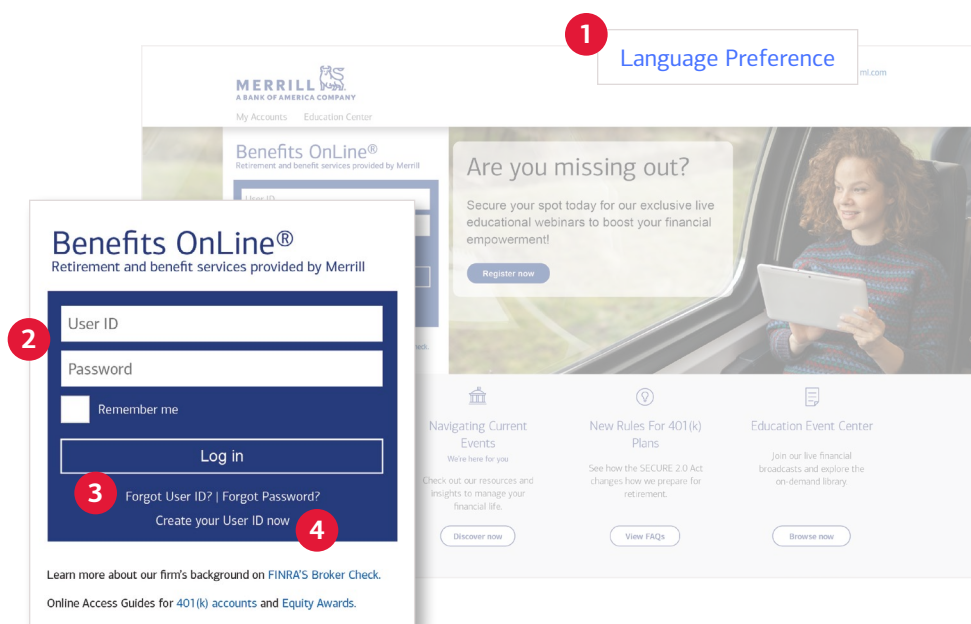 1
Language Preference
ml.com
MERRILL
A BANK OF AMERICA COMPANY
My Accounts Education Center
Benefits OnLine®
Retirement and benefit services provided by Merrill
User ID
Are you missing out?
Secure your spot today for our exclusive live
educational webinars to boost your financial
empowerment!
Register now
Benefits OnLine®
Retirement and benefit services provided by Merrill
2
User ID
Password
Remember me
Log in
3
Forgot User ID? | Forgot Password?
Create your User ID now
4
Learn more about our firm's background on FINRA'S Broker Check.
Online Access Guides for 401(k) accounts and Equity Awards.
Navigating Current
Events
We're here for you
Check out our resources and
insights to manage your
financial life.
Discover now
New Rules For 401(k)
Plans
See how the SECURE 2.0 Act
changes how we prepare for
retirement.
View FAQs
Education Event Center
Join our live financial
broadcasts and explore the
on-demand library.
Browse now